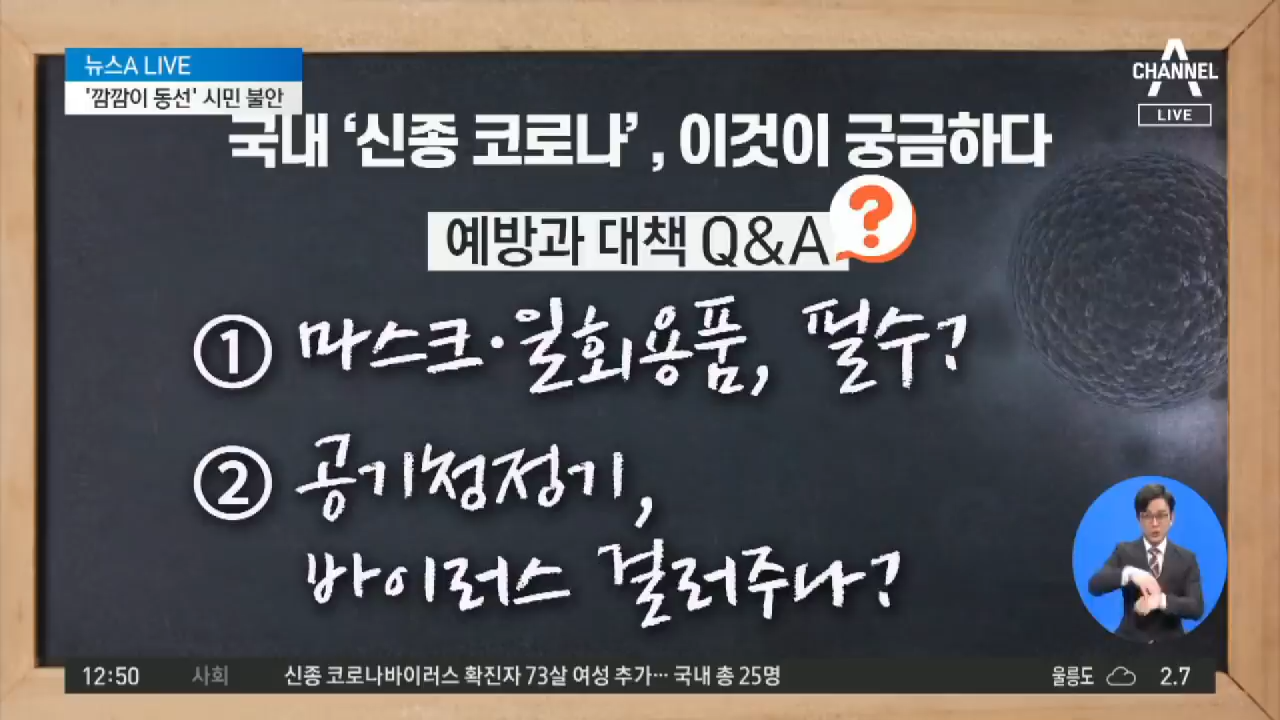 뉴스A LIVE
'깜깜이 동선' 시민 불안
CHANNEL A
LIVE
국내 ‘신종 코로나’, 이것이 궁금하다
예방과 대책 Q&A ?
① 마스크·일회용품, 필수?
② 공기청정기,
바이러스 걸러주나?
12:50 사회 신종 코로나바이러스 확진자 73살 여성 추가… 국내 총 25명 울릉도 2.7